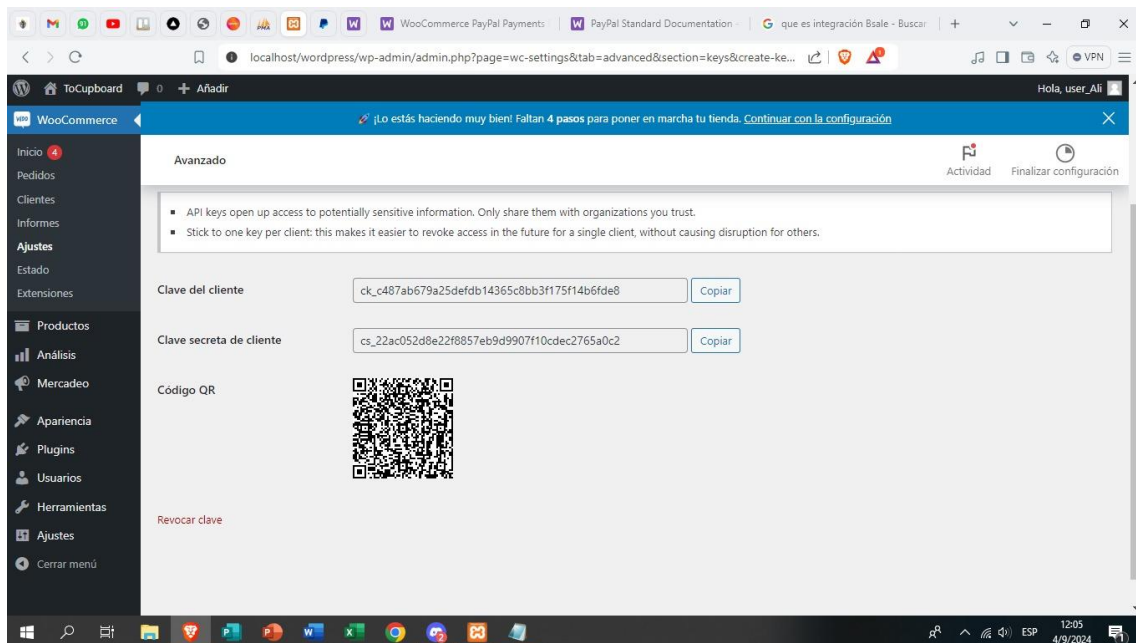 WooCommerce PayPal Payments
PayPal Standard Documentation -
que es integración Bsale - Buscar
localhost/wordpress/wp-admin/admin.php?page=wc-settings&tab=advanced&section=keys&create-ke...
VPN
ToCupboard
0
Añadir
Hola, user_Ali
WooCommerce
¡Lo estás haciendo muy bien! Faltan 4 pasos para poner en marcha tu tienda. Continuar con la configuración
Inicio 4
Pedidos
Clientes
Informes
Ajustes
Estado
Extensiones
Productos
Análisis
Mercadeo
Apariencia
Plugins
Usuarios
Herramientas
Ajustes
Cerrar menú
Avanzado
Actividad
Finalizar configuración
API keys open up access to potentially sensitive information. Only share them with organizations you trust.
Stick to one key per client: this makes it easier to revoke access in the future for a single client, without causing disruption for others.
Clave del cliente
ck_c487ab679a25defdb14365c8bb3f175f14b6fde8
Copiar
Clave secreta de cliente
cs_22ac052d8e22f8857eb9d9907f10cdec2765a0c2
Copiar
Código QR
Revocar clave
ESP
12:05
4/9/2024